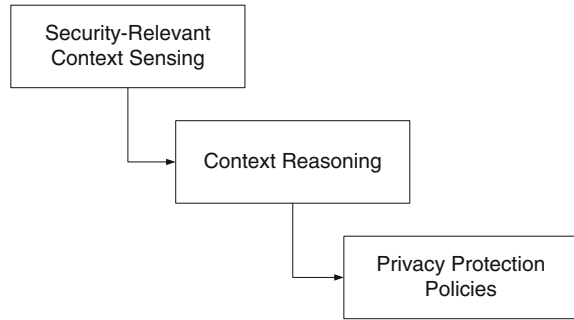 Security-Relevant
Context Sensing
Context Reasoning
Privacy Protection
Policies